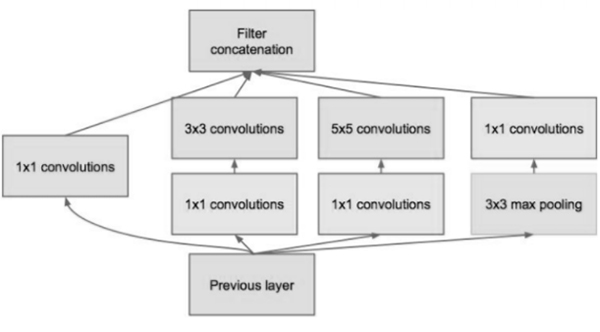 Filter
concatenation
3x3 convolutions
5x5 convolutions
1x1 convolutions
1x1 convolutions
1x1 convolutions
1x1 convolutions
3x3 max pooling
Previous layer